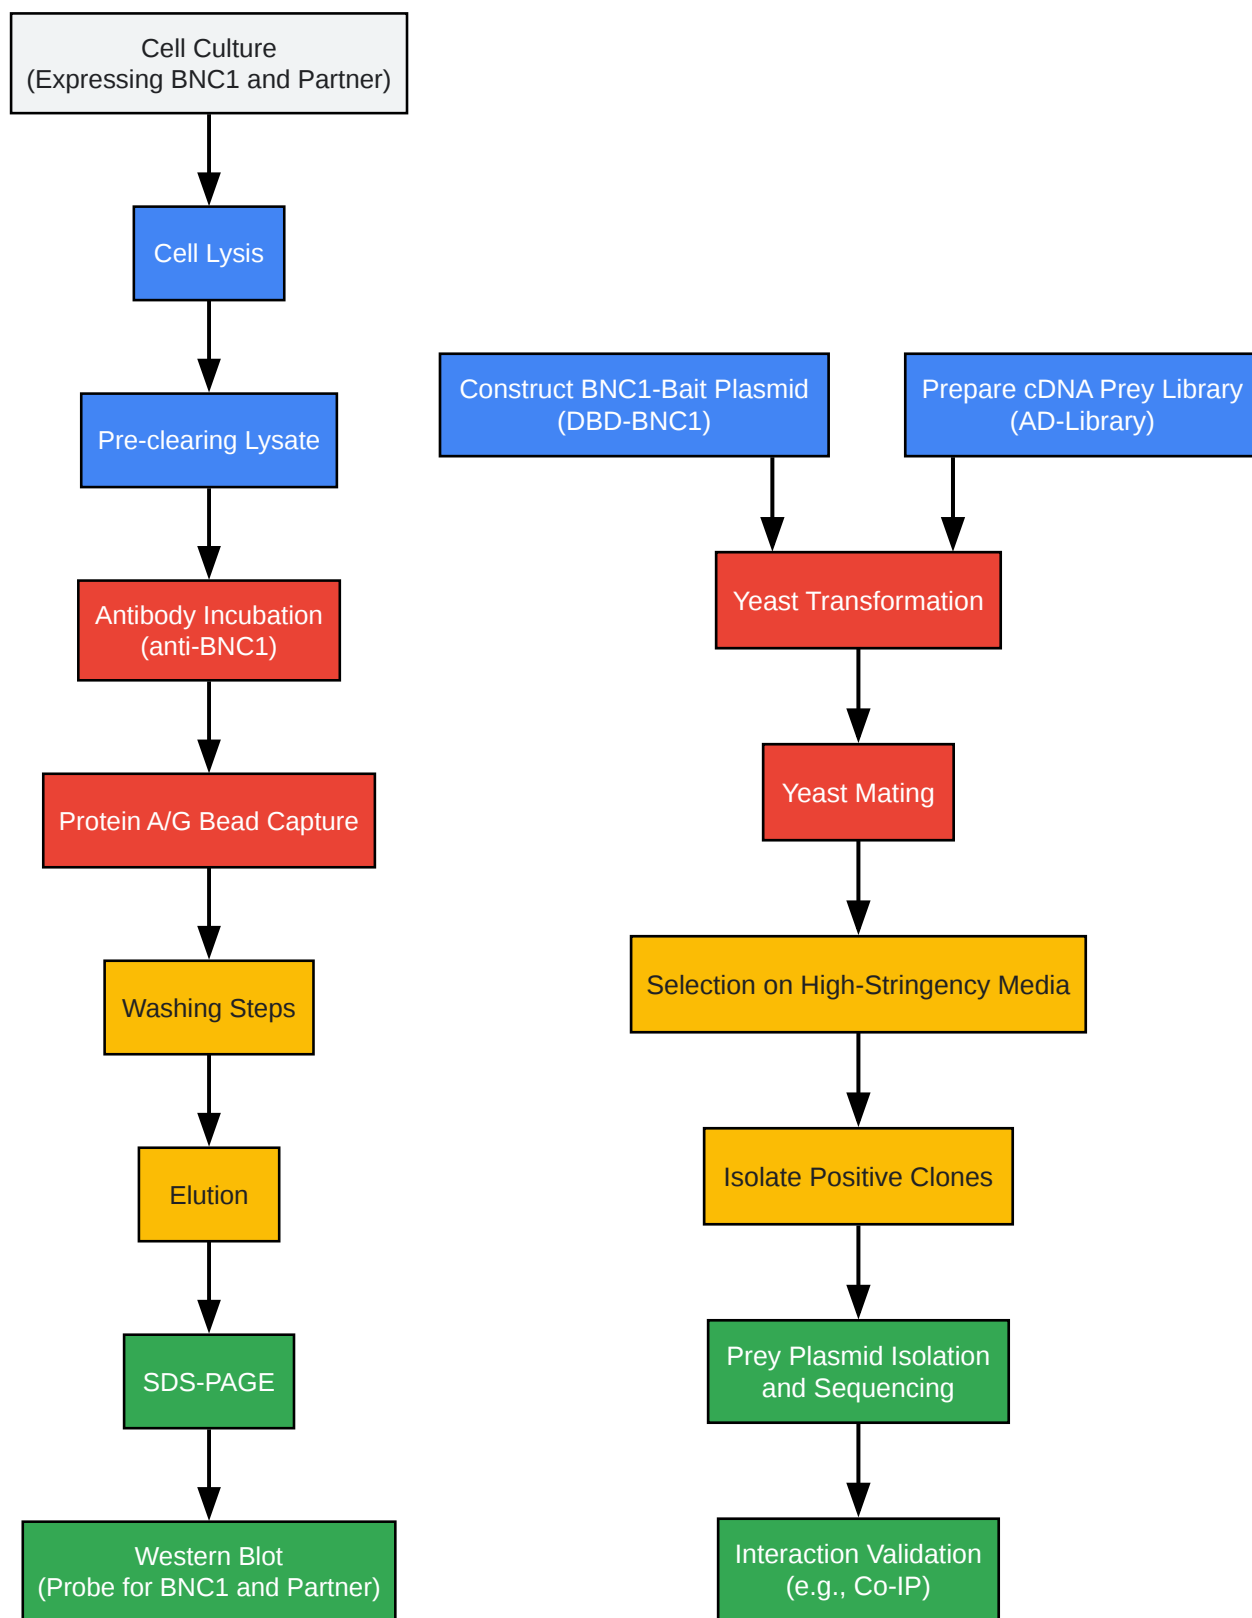 Cell Culture
(Expressing BNC1 and Partner)
Cell Lysis
Pre-clearing Lysate
Antibody Incubation
(anti-BNC1)
Protein A/G Bead Capture
Washing Steps
Elution
SDS-PAGE
Western Blot
(Probe for BNC1 and Partner)
Construct BNC1-Bait Plasmid
(DBD-BNC1)
Prepare cDNA Prey Library
(AD-Library)
Yeast Transformation
Yeast Mating
Selection on High-Stringency Media
Isolate Positive Clones
Prey Plasmid Isolation
and Sequencing
Interaction Validation
(e.g., Co-IP)